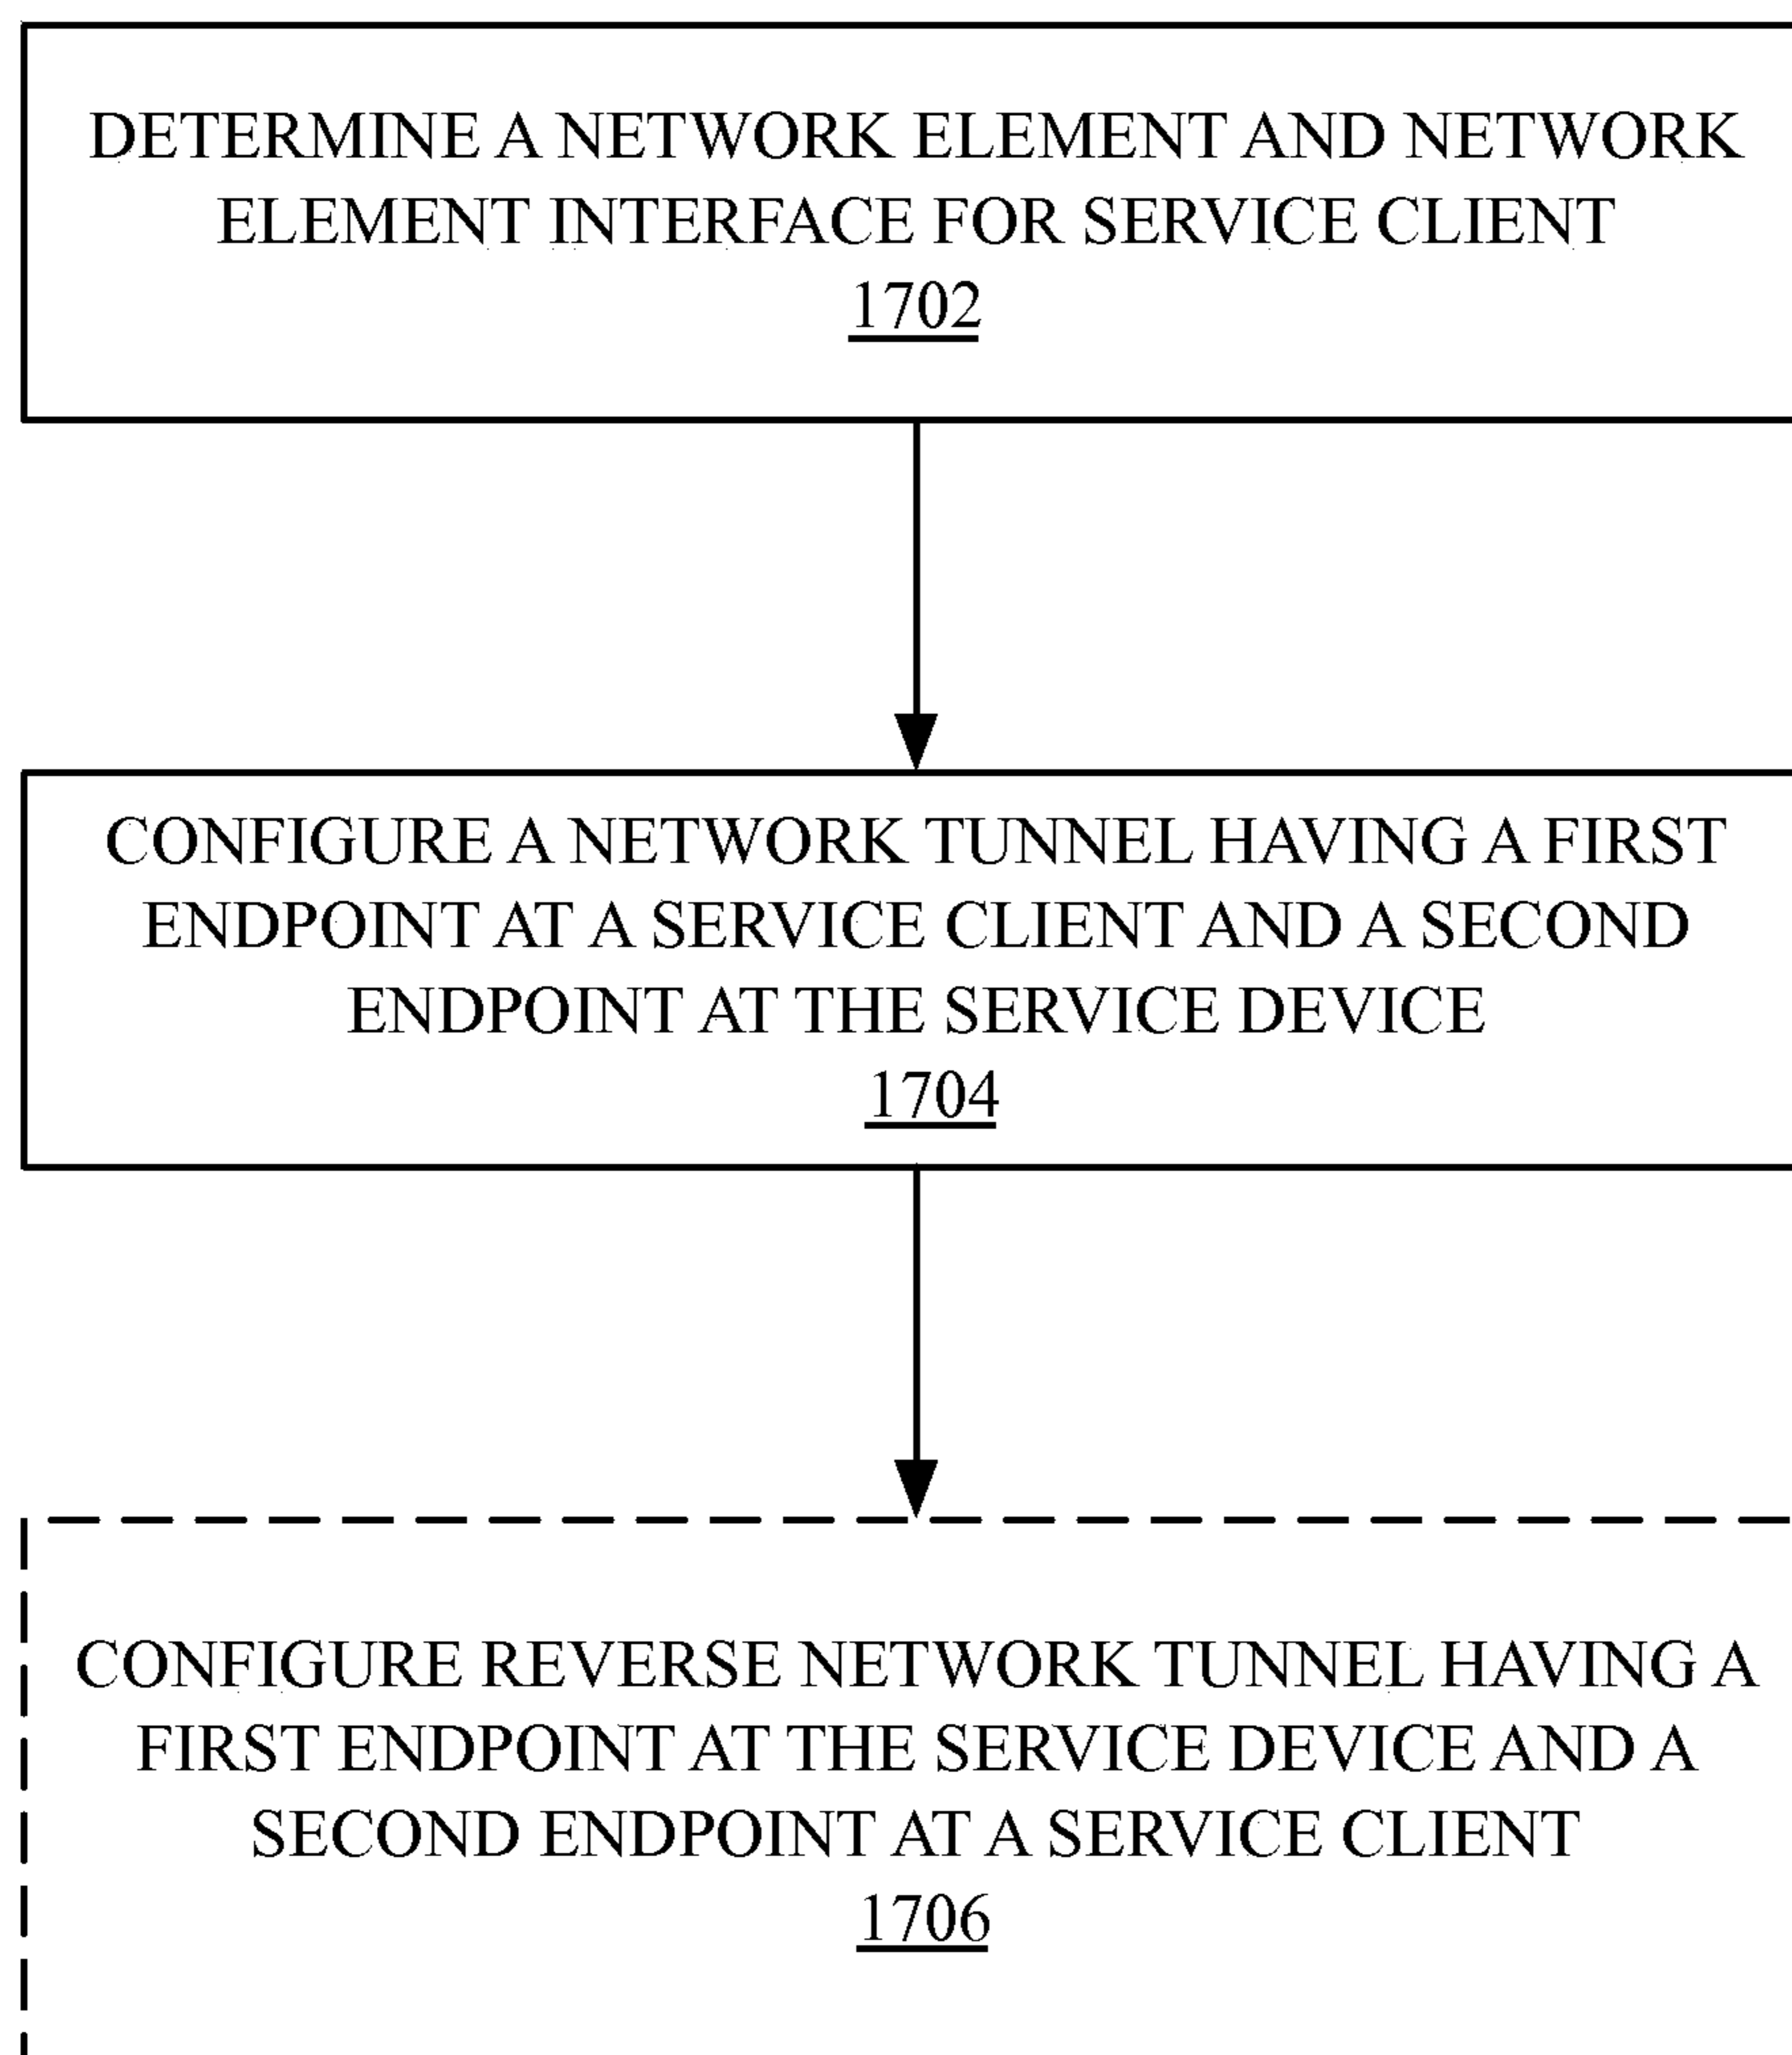 DETERMINE A NETWORK ELEMENT AND NETWORK
ELEMENT INTERFACE FOR SERVICE CLIENT
1702
CONFIGURE A NETWORK TUNNEL HAVING A FIRST
ENDPOINT AT A SERVICE CLIENT AND A SECOND
ENDPOINT AT THE SERVICE DEVICE
1704
CONFIGURE REVERSE NETWORK TUNNEL HAVING A
FIRST ENDPOINT AT THE SERVICE DEVICE AND A
SECOND ENDPOINT AT A SERVICE CLIENT
1706